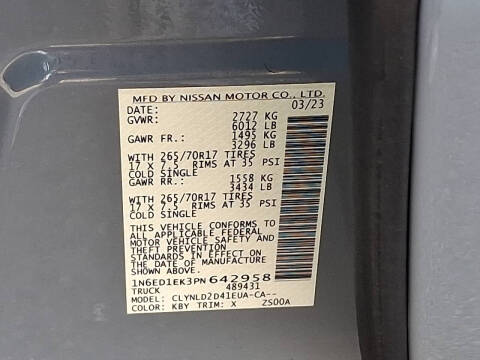 MFD BY NISSAN MOTOR CO., LTD.
DATE: 03/23
GVWR: 2727 KG
6012 LB
GAWR FR.: 1495 KG
3296 LB
WITH 265/70R17 TIRES
17 X 7.5 RIMS AT 35 PSI
COLD SINGLE
GAWR RR.: 1558 KG
3434 LB
WITH 265/70R17 TIRES
17 X 7.5 RIMS AT 35 PSI
COLD SINGLE
THIS VEHICLE CONFORMS TO
ALL APPLICABLE FEDERAL
MOTOR VEHICLE SAFETY AND
THEFT PREVENTION
STANDARDS IN EFFECT ON
THE DATE OF MANUFACTURE
SHOWN ABOVE.
1N6ED1EK3PN642958
TRUCK 489431
MODEL: CLYNLD2D41EUA-CA--
COLOR: KBY TRIM: X ZS00A